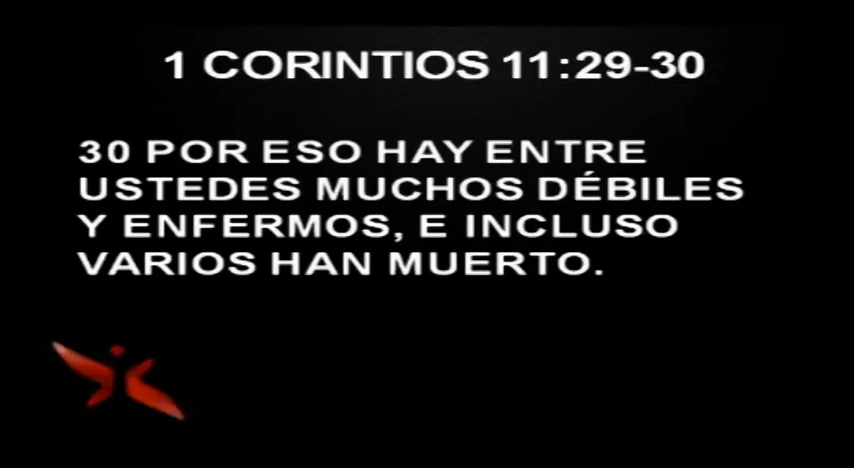 1 CORINTIOS 11:29-30
30 POR ESO HAY ENTRE
USTEDES MUCHOS DÉBILES
Y ENFERMOS, E INCLUSO
VARIOS HAN MUERTO.